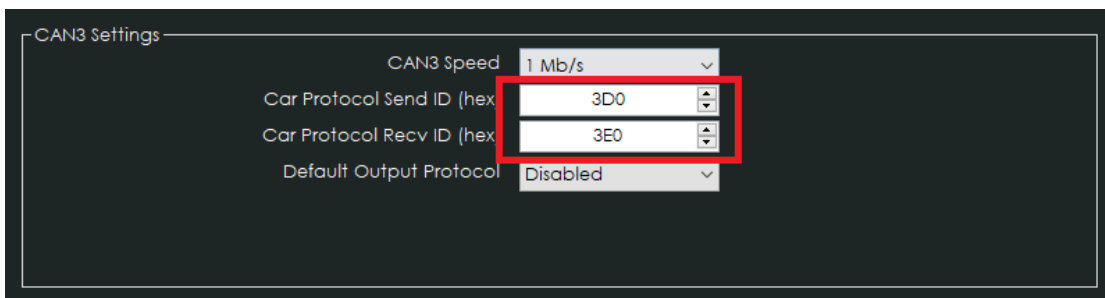 CAN3 Settings
CAN3 Speed 1 Mb/s
Car Protocol Send ID (hex 3D0
Car Protocol Recv ID (hex 3E0
Default Output Protocol Disabled